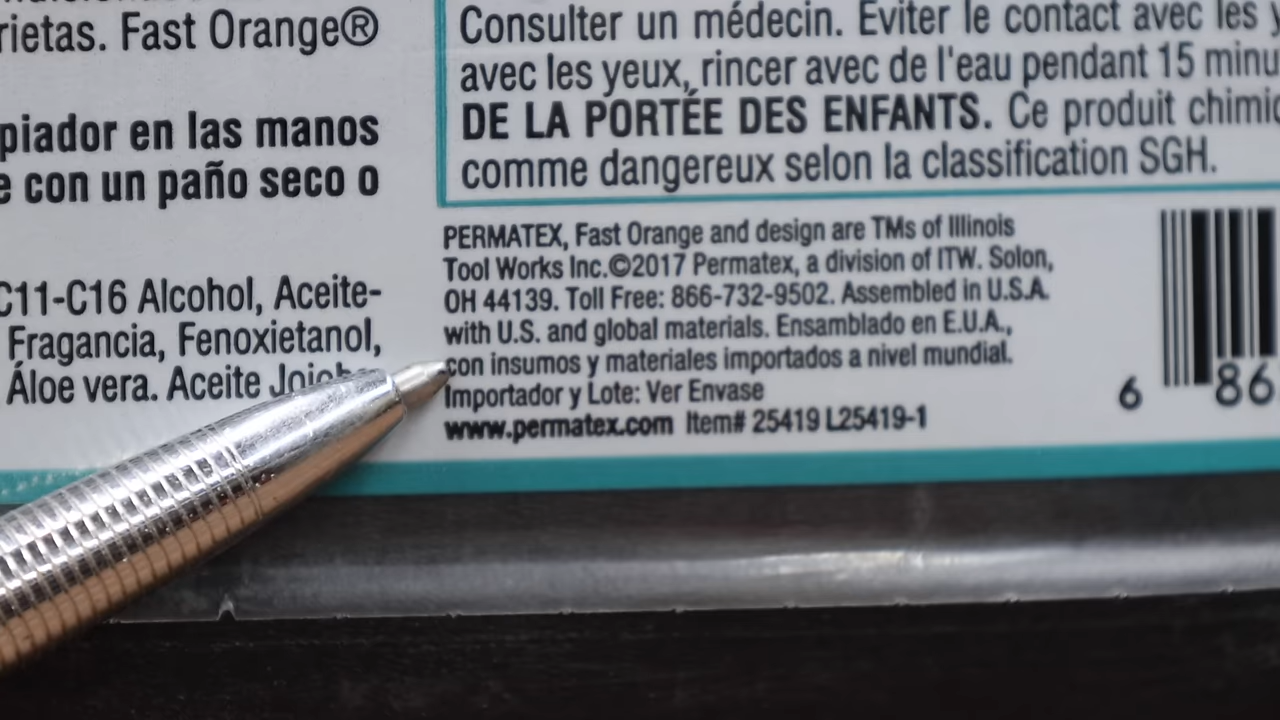 rietas. Fast Orange®
piador en las manos
e con un paño seco o
C11-C16 Alcohol, Aceite-
Fragancia, Fenoxietanol,
Áloe vera. Aceite Jojoba
Consulter un médecin. Éviter le contact avec les y
avec les yeux, rincer avec de l'eau pendant 15 minu
DE LA PORTÉE DES ENFANTS. Ce produit chimic
comme dangereux selon la classification SGH.
PERMATEX, Fast Orange and design are TMs of Illinois
Tool Works Inc.©2017 Permatex, a division of ITW. Solon,
OH 44139. Toll Free: 866-732-9502. Assembled in U.S.A.
with U.S. and global materials. Ensamblado en E.U.A.,
con insumos y materiales importados a nivel mundial.
Importador y Lote: Ver Envase
www.permatex.com Item# 25419 L25419-1
6 86